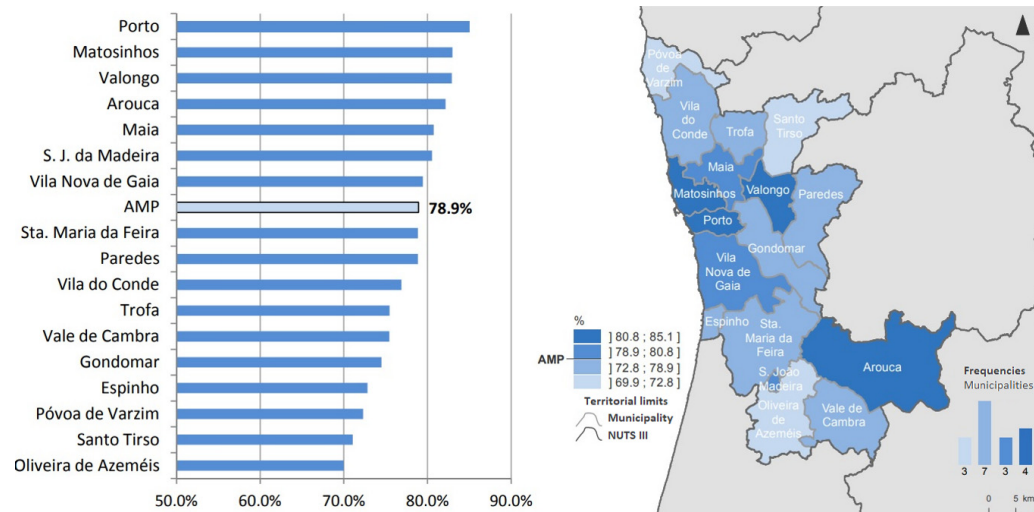 Porto
Matosinhos
Valongo
Arouca
Maia
S. J. da Madeira
Vila Nova de Gaia
AMP
78.9%
Sta. Maria da Feira
Paredes
Vila do Conde
Trofa
Vale de Cambra
Gondomar
Espinho
Póvoa de Varzim
Santo Tirso
Oliveira de Azeméis
50.0% 60.0% 70.0% 80.0% 90.0%
Póvoa
de
Varzim
Vila
do
Conde
Trofa
Santo
Tirso
Maia
Matosinhos
Valongo
Paredes
Porto
Gondomar
Vila
Nova de
Gaia
Espinho
Sta.
Maria da
Feira
Arouca
S. João
Madeira
Oliveira
de
Azeméis
Vale de
Cambra
%
] 80.8 ; 85.1 ]
] 78.9 ; 80.8 ]
AMP
] 72.8 ; 78.9 ]
] 69.9 ; 72.8 ]
Territorial limits
Municipality
NUTS III
Frequencies
Municipalities
3 7 3 4
0 5 km